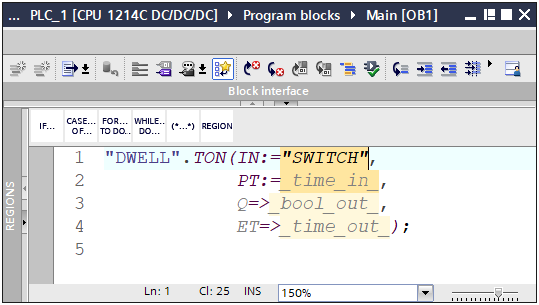 PLC_1 [CPU 1214C DC/DC/DC] Program blocks Main [OB1]
Block interface
IF... CASE... OF... FOR... TO DO... WHILE... DO... (*...*) REGION
REGIONS
1 "DWELL".TON(IN:="SWITCH",
2 PT:=_time_in_,
3 Q=>_bool_out_,
4 ET=>_time_out_);
5
Ln: 1 Cl: 25 INS 150%